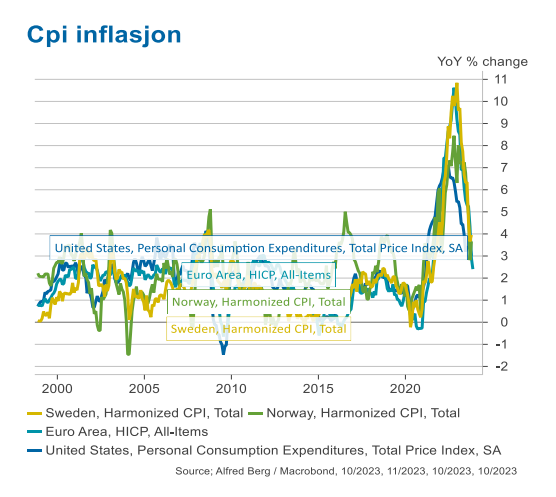 Cpi inflasjon
YoY % change
11
10
9
8
7
6
5
4
United States, Personal Consumption Expenditures, Total Price Index, SA
3
Euro Area, HICP, All-Items
2
Norway, Harmonized CPI, Total
1
Sweden, Harmonized CPI, Total
0
-1
-2
2000 2005 2010 2015 2020
Sweden, Harmonized CPI, Total Norway, Harmonized CPI, Total
Euro Area, HICP, All-Items
United States, Personal Consumption Expenditures, Total Price Index, SA
Source; Alfred Berg / Macrobond, 10/2023, 11/2023, 10/2023, 10/2023